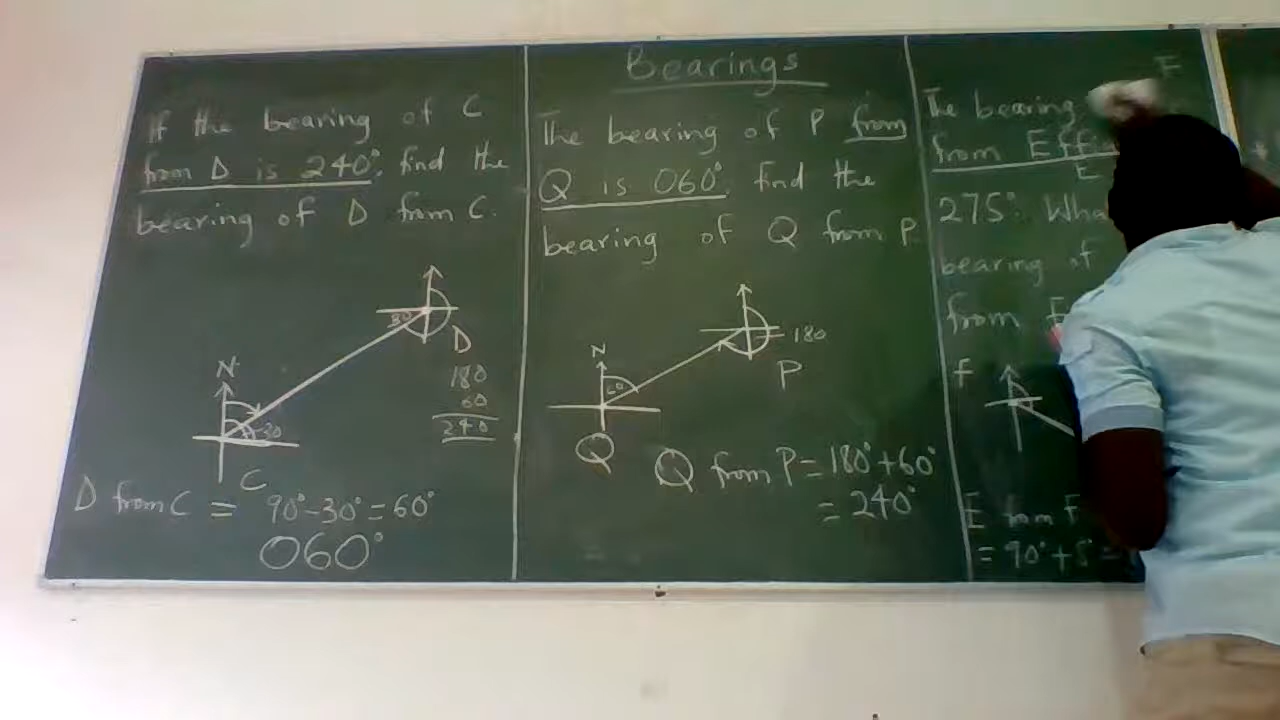 Bearings
If the bearing of C
from D is 240°. find the
bearing of D from C.
30
D
N
180
60
240
30
C
D from C = 90° - 30° = 60°
060°
The bearing of P from
Q is 060°. find the
bearing of Q from P
180
N
60
P
Q
Q from P = 180° + 60°
= 240°
F
The bearing
from Effi
E
275°.
bearing of
from
f
E from F
= 90° + 5° =